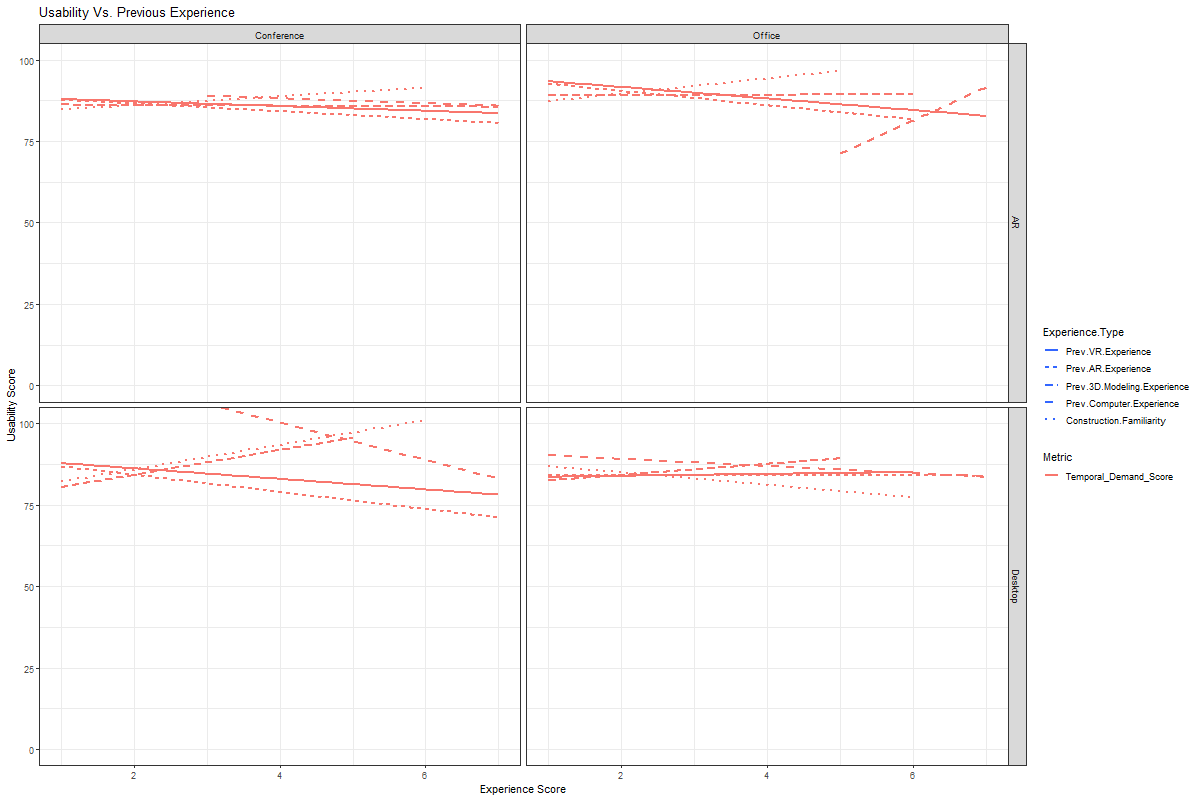 Usability Vs. Previous Experience
Conference
Office
100
75
50
25
0
AR
100
75
50
25
0
Desktop
Usability Score
2
4
6
2
4
6
Experience Score
Experience.Type
Prev.VR.Experience
Prev.AR.Experience
Prev.3D.Modeling.Experience
Prev.Computer.Experience
Construction.Familiarity
Metric
Temporal_Demand_Score